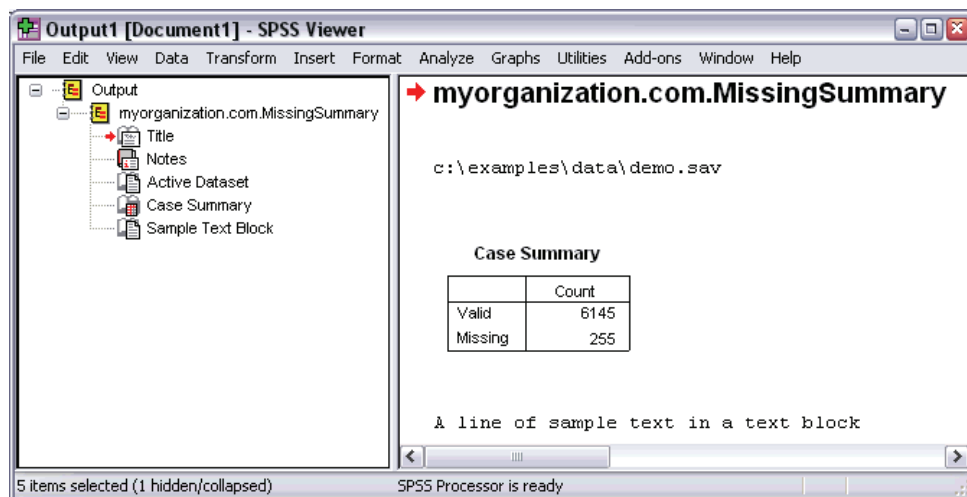 Output1 [Document1] - SPSS Viewer
File Edit View Data Transform Insert Format Analyze Graphs Utilities Add-ons Window Help
Output
myorganization.com.MissingSummary
Title
Notes
Active Dataset
Case Summary
Sample Text Block
myorganization.com.MissingSummary
c:\examples\data\demo.sav
Case Summary
Count
Valid 6145
Missing 255
A line of sample text in a text block
5 items selected (1 hidden/collapsed) SPSS Processor is ready